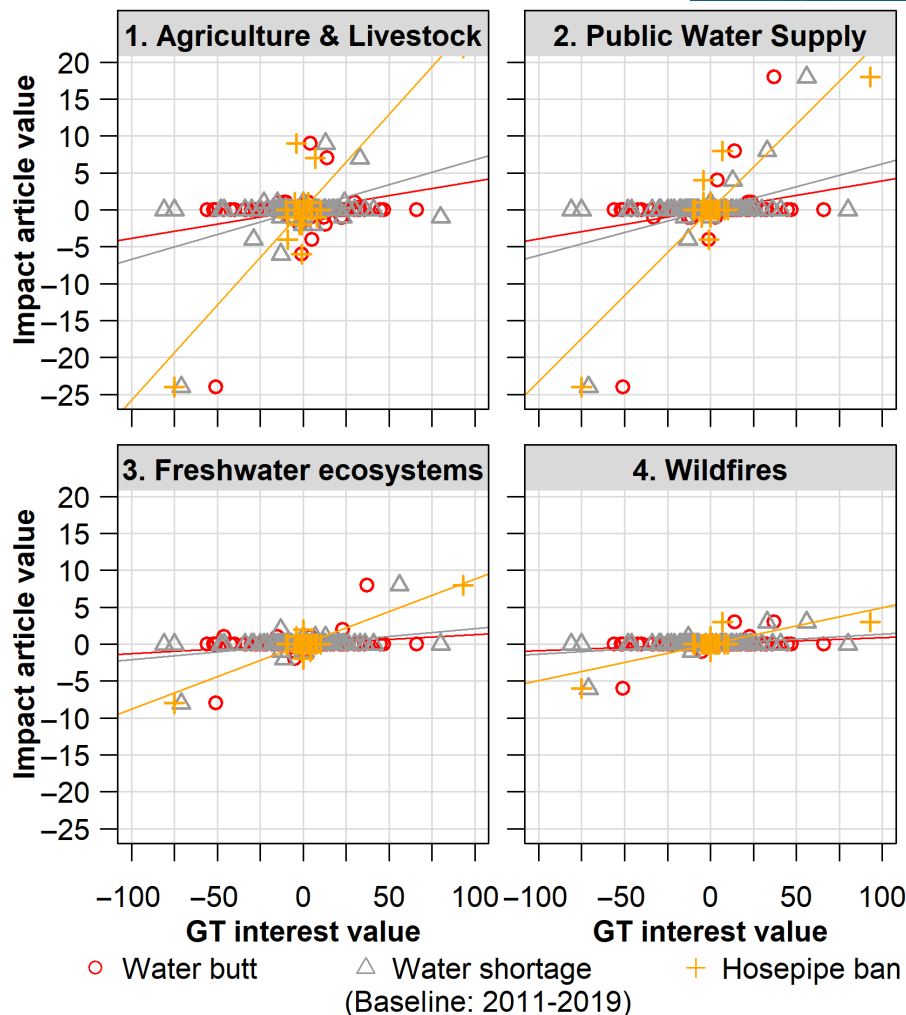 1. Agriculture & Livestock
2. Public Water Supply
20
15
10
5
0
−5
−10
−15
−20
−25
Impact article value
3. Freshwater ecosystems
4. Wildfires
20
15
10
5
0
−5
−10
−15
−20
−25
Impact article value
−100 −50 0 50 100
−100 −50 0 50 100
GT interest value
GT interest value
Water butt
Water shortage
Hosepipe ban
(Baseline: 2011-2019)